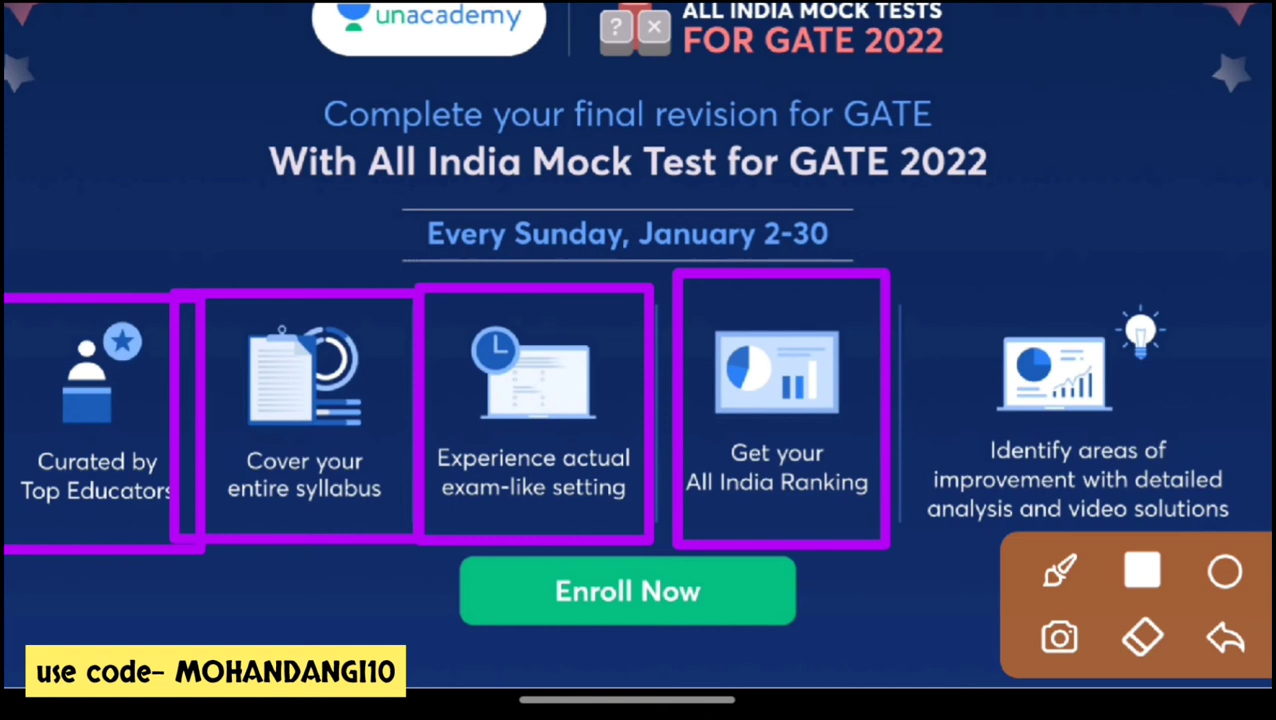 unacademy
ALL INDIA MOCK TESTS
FOR GATE 2022
Complete your final revision for GATE
With All India Mock Test for GATE 2022
Every Sunday, January 2-30
Curated by
Top Educators
Cover your
entire syllabus
Experience actual
exam-like setting
Get your
All India Ranking
Identify areas of
improvement with detailed
analysis and video solutions
Enroll Now
use code- MOHANDANGI10